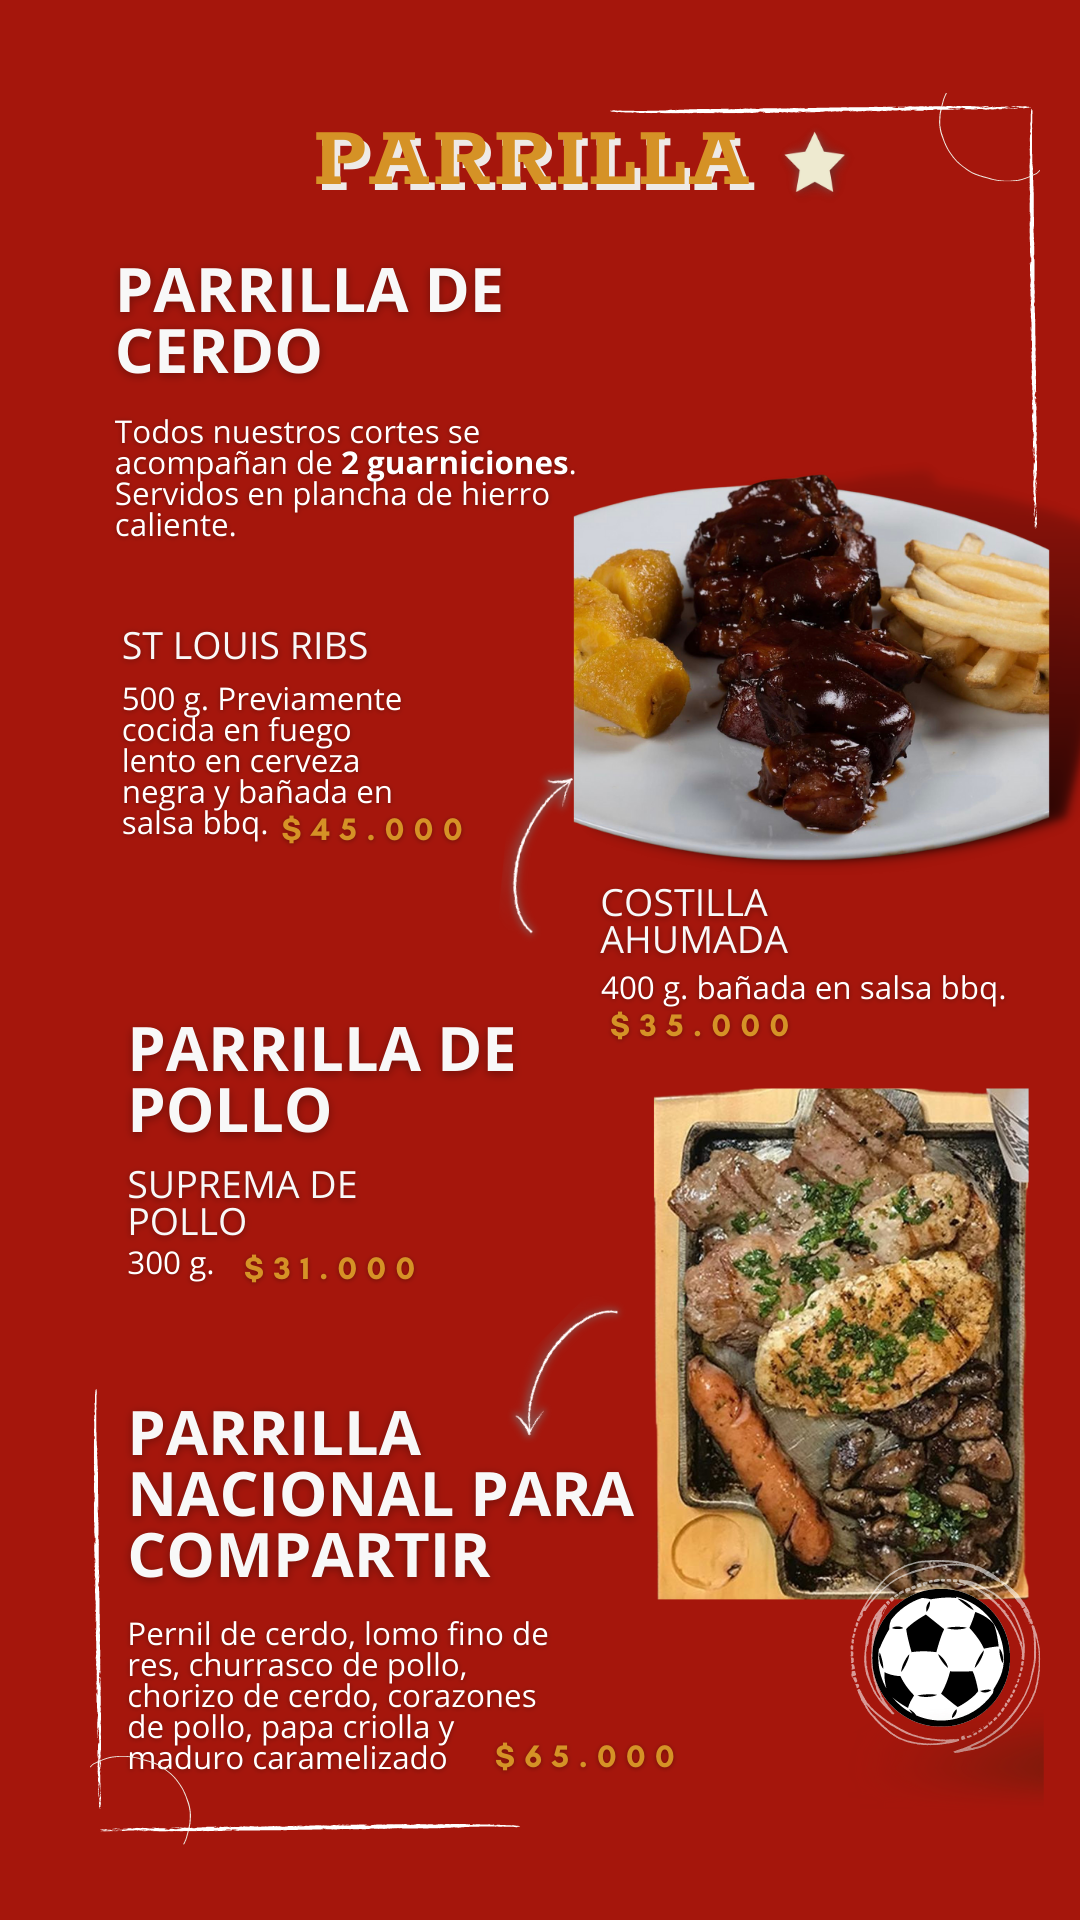 PARRILLA
PARRILLA DE
CERDO
Todos nuestros cortes se
acompañan de 2 guarniciones.
Servidos en plancha de hierro
caliente.
ST LOUIS RIBS
500 g. Previamente
cocida en fuego
lento en cerveza
negra y bañada en
salsa bbq. $45.000
COSTILLA
AHUMADA
400 g. bañada en salsa bbq.
$35.000
PARRILLA DE
POLLO
SUPREMA DE
POLLO
300 g. $31.000
PARRILLA
NACIONAL PARA
COMPARTIR
Pernil de cerdo, lomo fino de
res, churrasco de pollo,
chorizo de cerdo, corazones
de pollo, papa criolla y
maduro caramelizado $65.000